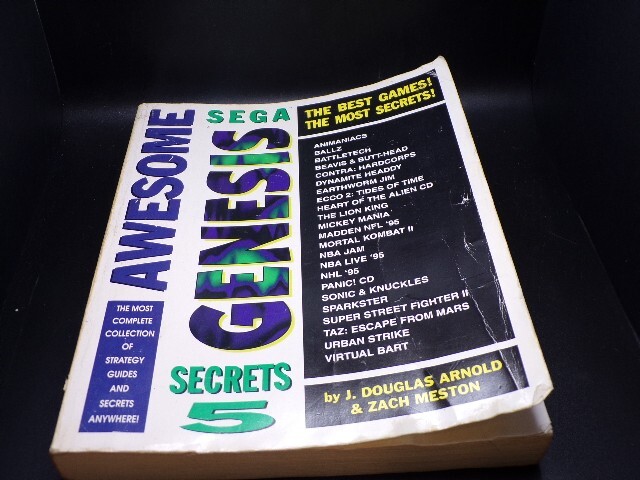 AWESOME
SEGA
GENESIS
SECRETS
5
THE MOST
COMPLETE
COLLECTION
OF
STRATEGY
GUIDES
AND
SECRETS
ANYWHERE!
THE BEST GAMES!
THE MOST SECRETS!
ANIMANIACS
BALLZ
BATTLETECH
BEAVIS & BUTT-HEAD
CONTRA: HARDCORPS
DYNAMITE HEADDY
EARTHWORM JIM
ECCO 2: TIDES OF TIME
HEART OF THE ALIEN CD
THE LION KING
MICKEY MANIA
MADDEN NFL '95
MORTAL KOMBAT II
NBA JAM
NBA LIVE '95
NHL '95
PANIC! CD
SONIC & KNUCKLES
SPARKSTER
SUPER STREET FIGHTER II
TAZ: ESCAPE FROM MARS
URBAN STRIKE
VIRTUAL BART
by J. DOUGLAS ARNOLD
& ZACH MESTON